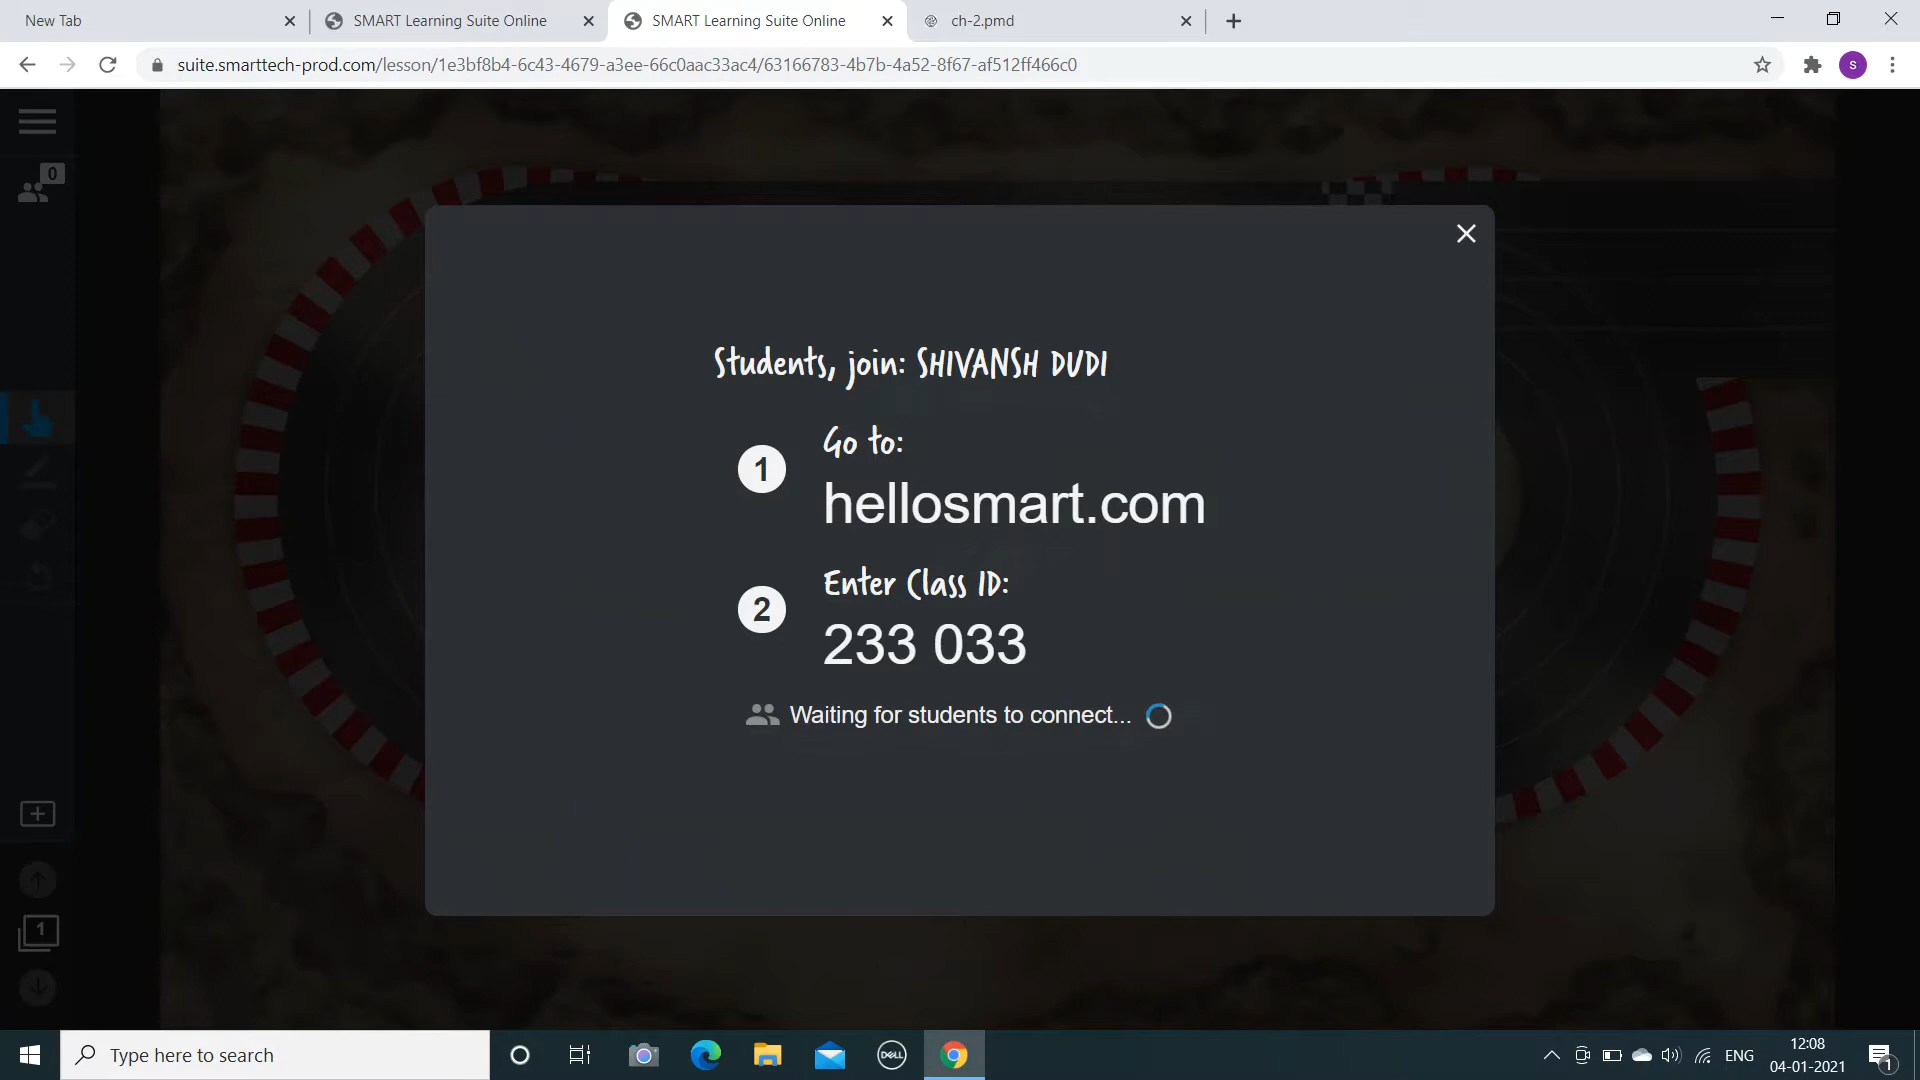 New Tab
SMART Learning Suite Online
SMART Learning Suite Online
ch-2.pmd
suite.smarttech-prod.com/lesson/1e3bf8b4-6c43-4679-a3ee-66c0aac33ac4/63166783-4b7b-4a52-8f67-af512ff466c0
s
0
Students, join: SHIVANSH DUDI
1
Go to:
hellosmart.com
2
Enter Class ID:
233 033
Waiting for students to connect...
1
Type here to search
DELL
ENG
12:08
04-01-2021
1